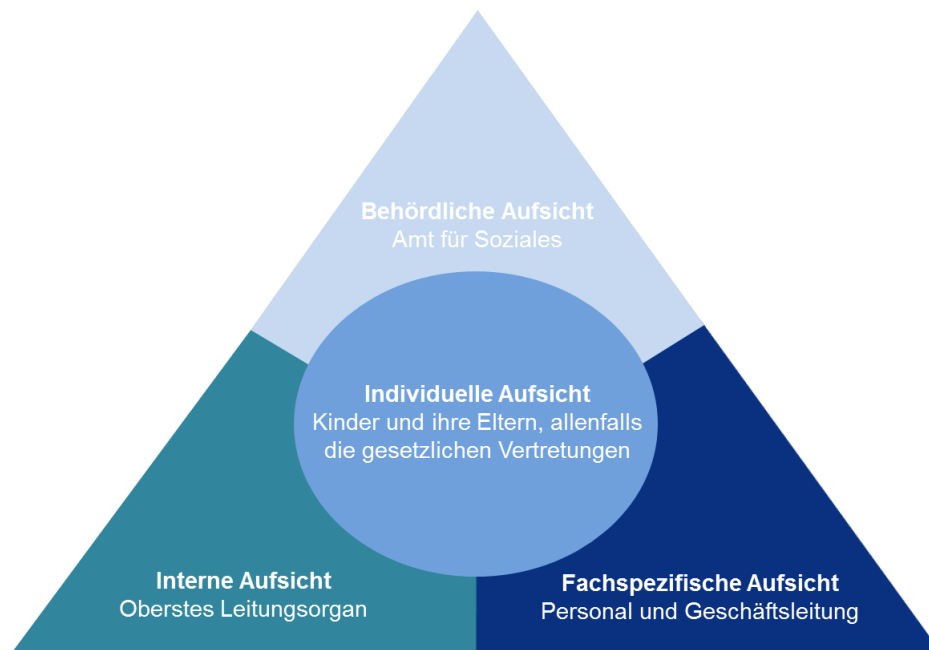 Behördliche Aufsicht
Amt für Soziales
Individuelle Aufsicht
Kinder und ihre Eltern, allenfalls
die gesetzlichen Vertretungen
Interne Aufsicht
Oberstes Leitungsorgan
Fachspezifische Aufsicht
Personal und Geschäftsleitung